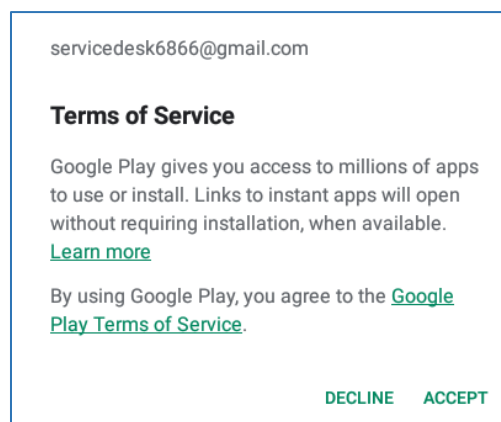 servicedesk6866@gmail.com
Terms of Service
Google Play gives you access to millions of apps
to use or install. Links to instant apps will open
without requiring installation, when available.
Learn more
By using Google Play, you agree to the Google
Play Terms of Service.
DECLINE ACCEPT